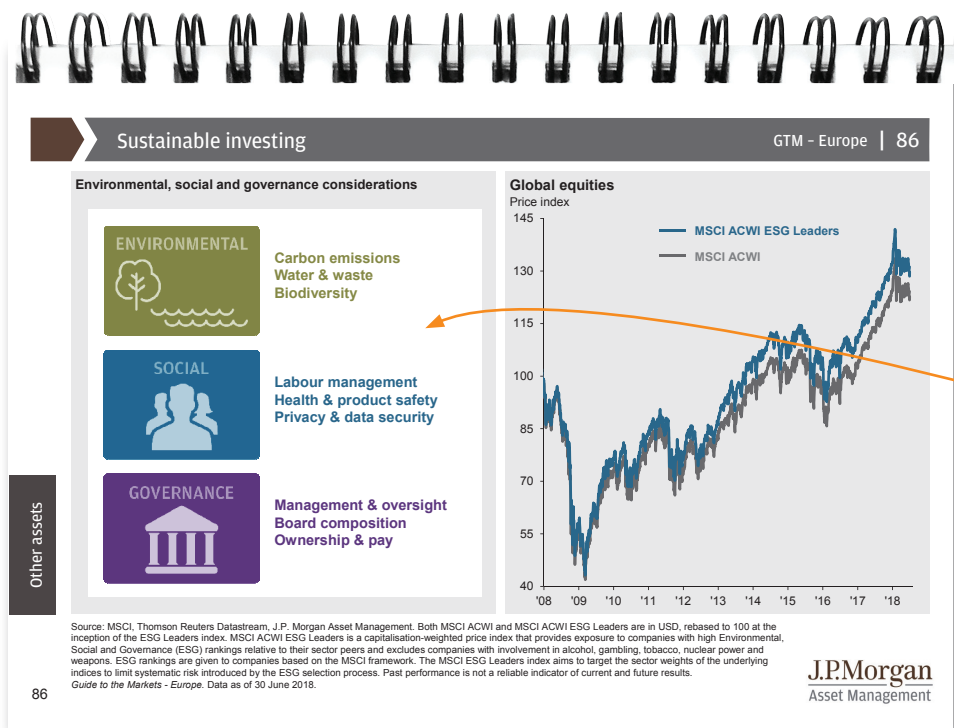 Sustainable investing
GTM – Europe | 86
Environmental, social and governance considerations
ENVIRONMENTAL
Carbon emissions
Water & waste
Biodiversity
SOCIAL
Labour management
Health & product safety
Privacy & data security
GOVERNANCE
Management & oversight
Board composition
Ownership & pay
Global equities
Price index
145
130
115
100
85
70
55
40
MSCI ACWI ESG Leaders
MSCI ACWI
'08 '09 '10 '11 '12 '13 '14 '15 '16 '17 '18
Other assets
Source: MSCI, Thomson Reuters Datastream, J.P. Morgan Asset Management. Both MSCI ACWI and MSCI ACWI ESG Leaders are in USD, rebased to 100 at the
inception of the ESG Leaders index. MSCI ACWI ESG Leaders is a capitalisation-weighted price index that provides exposure to companies with high Environmental,
Social and Governance (ESG) rankings relative to their sector peers and excludes companies with involvement in alcohol, gambling, tobacco, nuclear power and
weapons. ESG rankings are given to companies based on the MSCI framework. The MSCI ESG Leaders index aims to target the sector weights of the underlying
indices to limit systematic risk introduced by the ESG selection process. Past performance is not a reliable indicator of current and future results.
Guide to the Markets - Europe. Data as of 30 June 2018.
86
J.P.Morgan
Asset Management